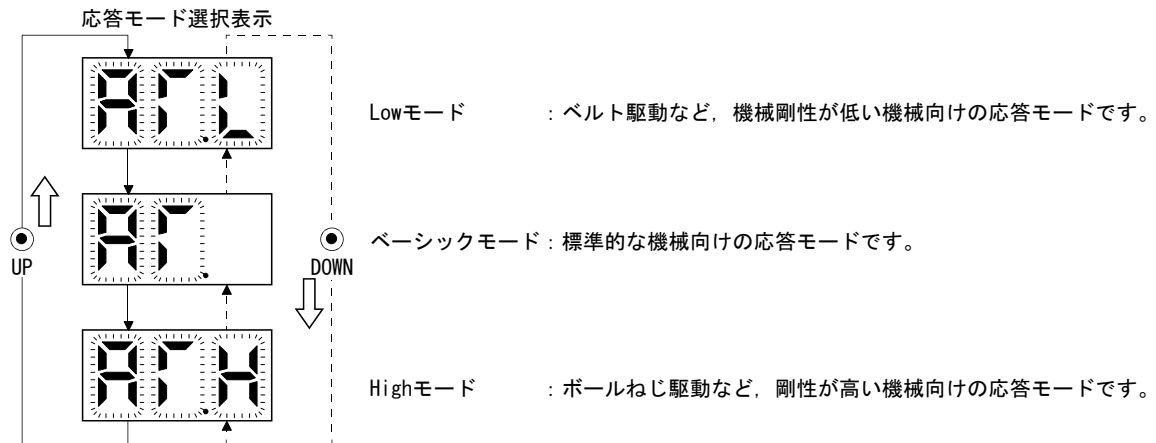 応答モード選択表示
AT.L
Lowモード :ベルト駆動など，機械剛性が低い機械向けの応答モードです。
AT.
UP
DOWN
ベーシックモード:標準的な機械向けの応答モードです。
AT.H
Highモード :ボールねじ駆動など，剛性が高い機械向けの応答モードです。